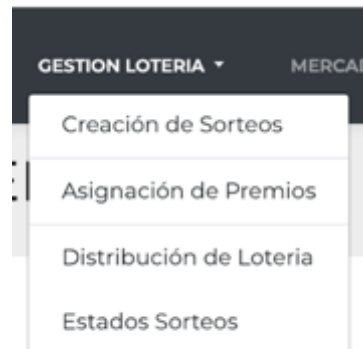 GESTION LOTERIA
Creación de Sorteos
Asignación de Premios
Distribución de Loteria
Estados Sorteos